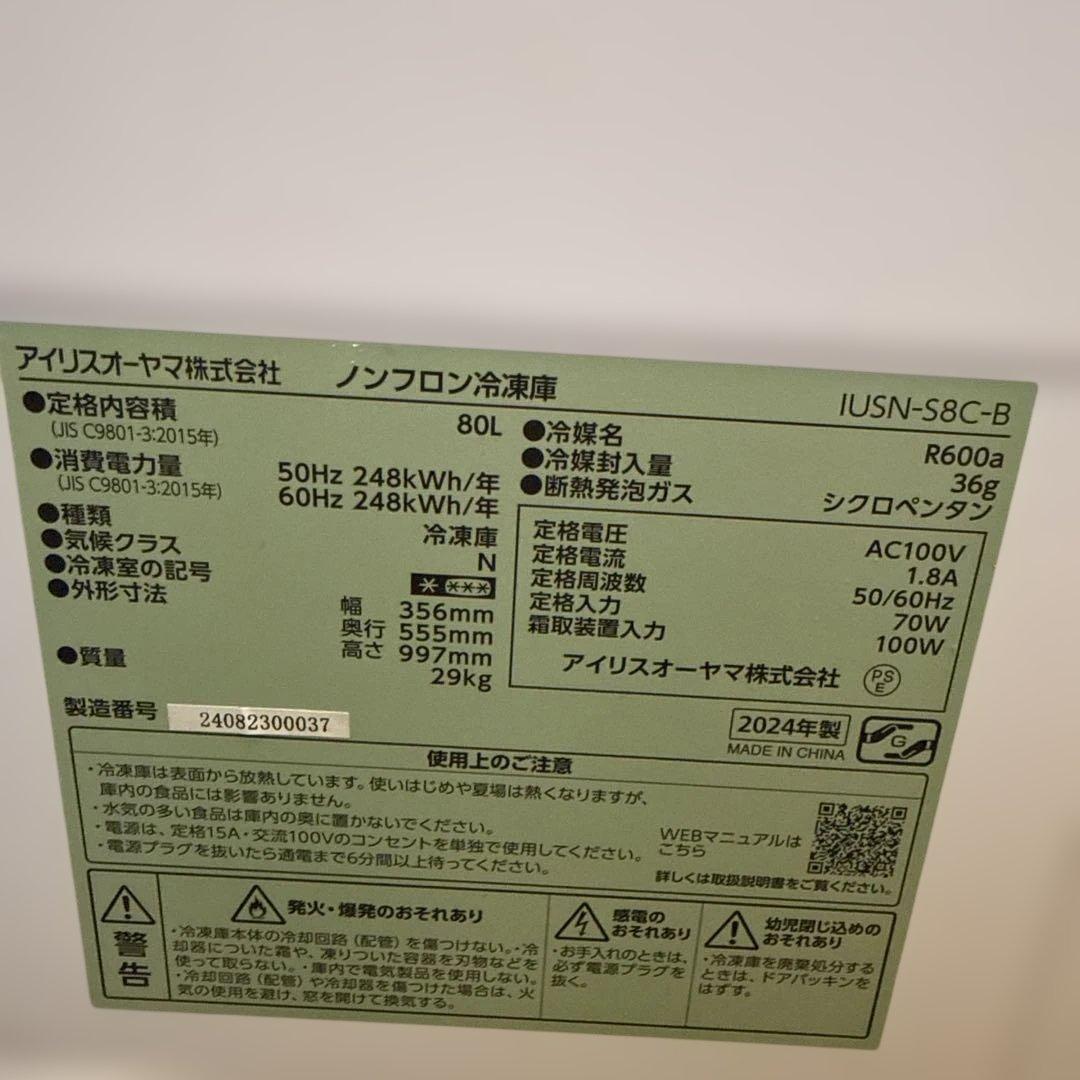 アイリスオーヤマ株式会社 ノンフロン冷凍庫 IUSN-S8C-B
●定格内容積 80L
(JIS C9801-3:2015年)
●消費電力量 50Hz 248kWh/年
(JIS C9801-3:2015年) 60Hz 248kWh/年
●種類 冷凍庫
●気候クラス N
●冷凍室の記号
●外形寸法 幅 356mm
奥行 555mm
高さ 997mm
●質量 29kg
●冷媒名 R600a
●冷媒封入量 36g
●断熱発泡ガス シクロペンタン
定格電圧 AC100V
定格電流 1.8A
定格周波数 50/60Hz
定格入力 70W
霜取装置入力 100W
アイリスオーヤマ株式会社 PSE
製造番号 24082300037
2024年製
MADE IN CHINA
G
使用上のご注意
・冷凍庫は表面から放熱しています。使いはじめや夏場は熱くなりますが、
庫内の食品には影響ありません。
・水気の多い食品は庫内の奥に置かないでください。
・電源は、定格15A・交流100Vのコンセントを単独で使用してください。
・電源プラグを抜いたら通電まで6分間以上待ってください。
WEBマニュアルは
こちら
詳しくは取扱説明書をご覧ください。
警告
発火・爆発のおそれあり
・冷凍庫本体の冷却回路（配管）を傷つけない。・冷
却器についた霜や、凍りついた容器を刃物などを
使って取らない。・庫内で電気製品を使用しない。
・冷却回路（配管）や冷却器を傷つけた場合は、火
気の使用を避け、窓を開けて換気する。
感電の
おそれあり
・お手入れのときは、
必ず電源プラグを
抜く。
幼児閉じ込めの
おそれあり
・冷凍庫を廃棄処分する
ときは、ドアパッキンを
はずす。